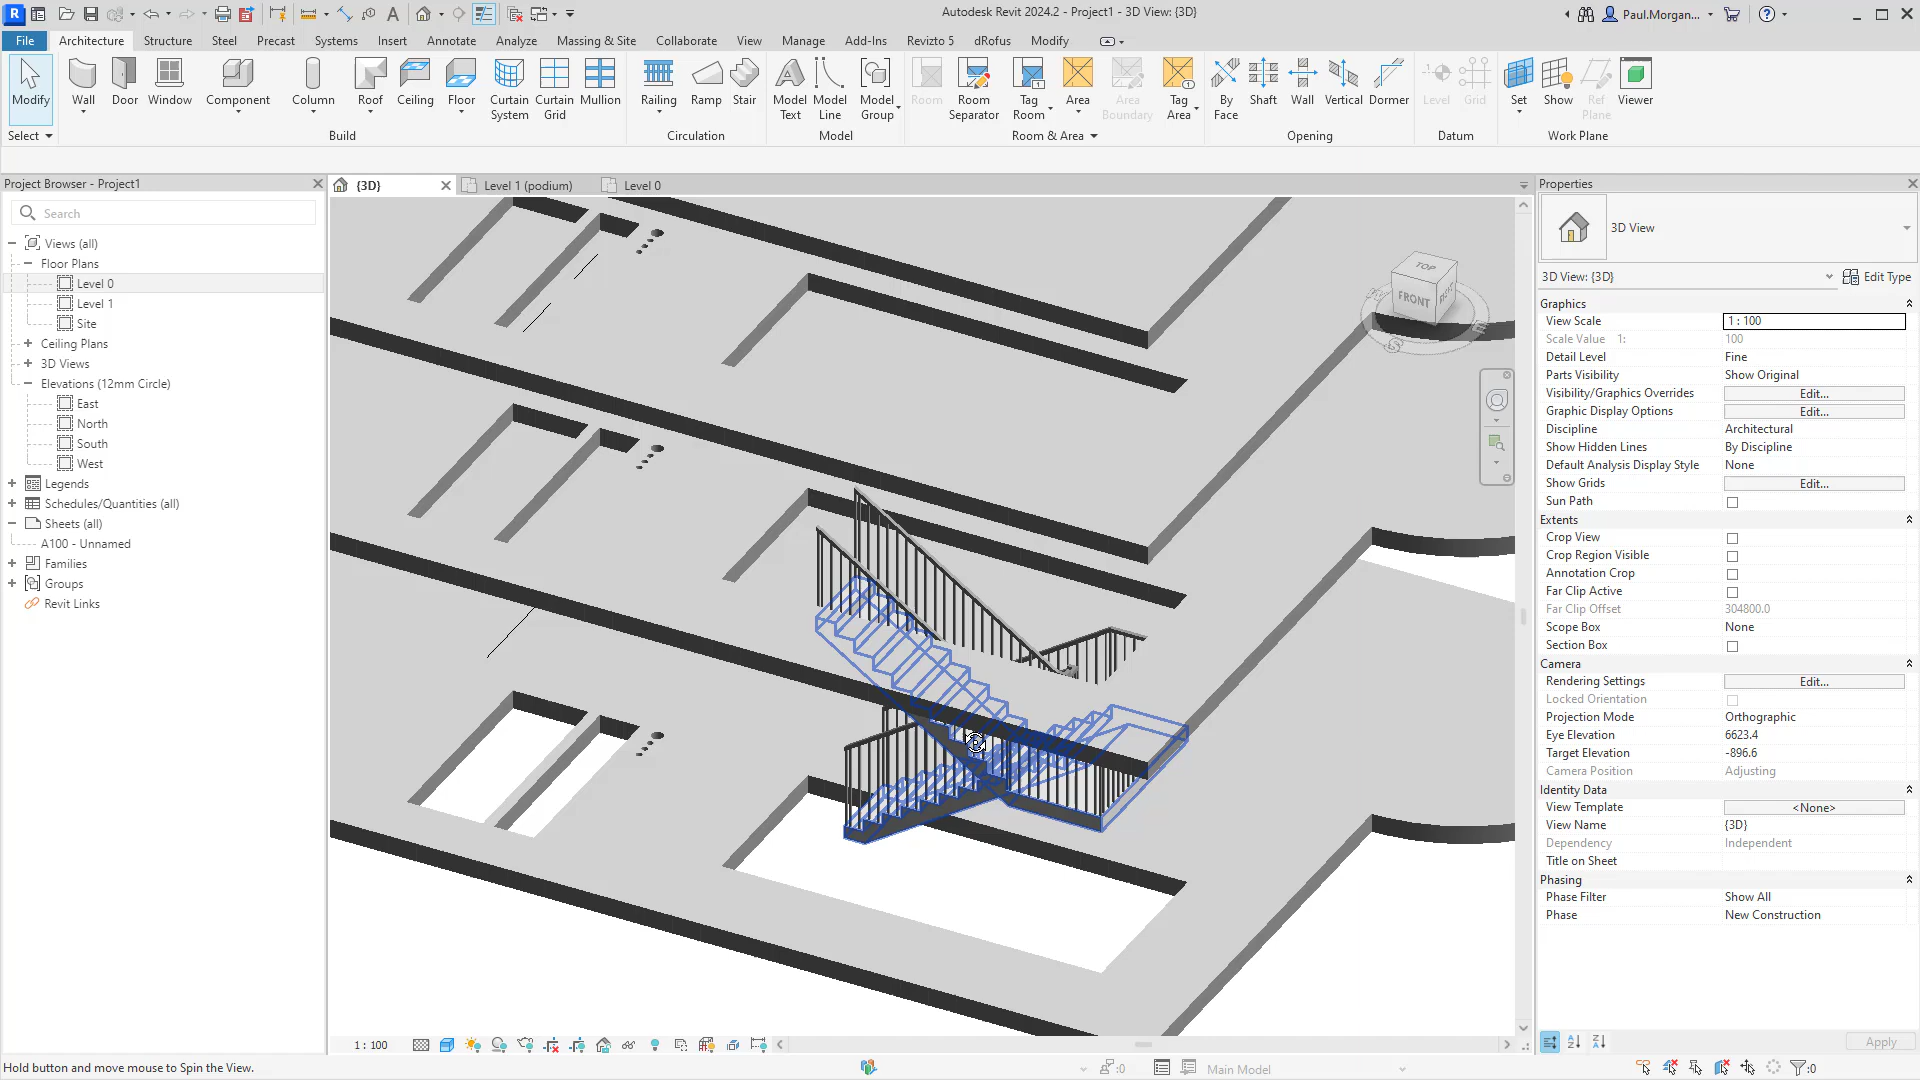 Autodesk Revit 2024.2 - Project1 - 3D View: {3D}
Paul.Morgan...
File
Architecture
Structure
Steel
Precast
Systems
Insert
Annotate
Analyze
Massing & Site
Collaborate
View
Manage
Add-Ins
Revizto 5
dRofus
Modify
Modify
Wall
Door
Window
Component
Column
Roof
Ceiling
Floor
Curtain System
Curtain Grid
Mullion
Railing
Ramp
Stair
Model Text
Model Line
Model Group
Room
Room Separator
Tag Room
Area
Area Boundary
Tag Area
By Face
Shaft
Wall
Vertical
Dormer
Level
Grid
Set
Show
Ref Plane
Viewer
Select
Build
Circulation
Model
Room & Area
Opening
Datum
Work Plane
Project Browser - Project1
Search
Views (all)
Floor Plans
Level 0
Level 1
Site
Ceiling Plans
3D Views
Elevations (12mm Circle)
East
North
South
West
Legends
Schedules/Quantities (all)
Sheets (all)
A100 - Unnamed
Families
Groups
Revit Links
{3D}
Level 1 (podium)
Level 0
TOP
FRONT
S
E
Properties
3D View
3D View: {3D}
Edit Type
Graphics
View Scale 1 : 100
Scale Value 1: 100
Detail Level Fine
Parts Visibility Show Original
Visibility/Graphics Overrides Edit...
Graphic Display Options Edit...
Discipline Architectural
Show Hidden Lines By Discipline
Default Analysis Display Style None
Show Grids Edit...
Sun Path
Extents
Crop View
Crop Region Visible
Annotation Crop
Far Clip Active
Far Clip Offset 304800.0
Scope Box None
Section Box
Camera
Rendering Settings Edit...
Locked Orientation
Projection Mode Orthographic
Eye Elevation 6623.4
Target Elevation -896.6
Camera Position Adjusting
Identity Data
View Template <None>
View Name {3D}
Dependency Independent
Title on Sheet
Phasing
Phase Filter Show All
Phase New Construction
Apply
1 : 100
Hold button and move mouse to Spin the View.
:0
Main Model
:0